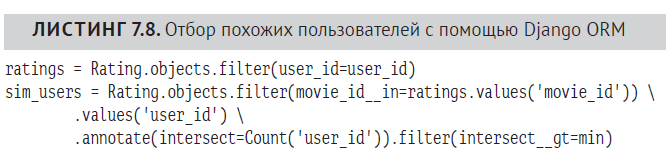 ЛИСТИНГ 7.8. Отбор похожих пользователей с помощью Django ORM
ratings = Rating.objects.filter(user_id=user_id)
sim_users = Rating.objects.filter(movie_id__in=ratings.values('movie_id')) \
.values('user_id') \
.annotate(intersect=Count('user_id')).filter(intersect__gt=min)